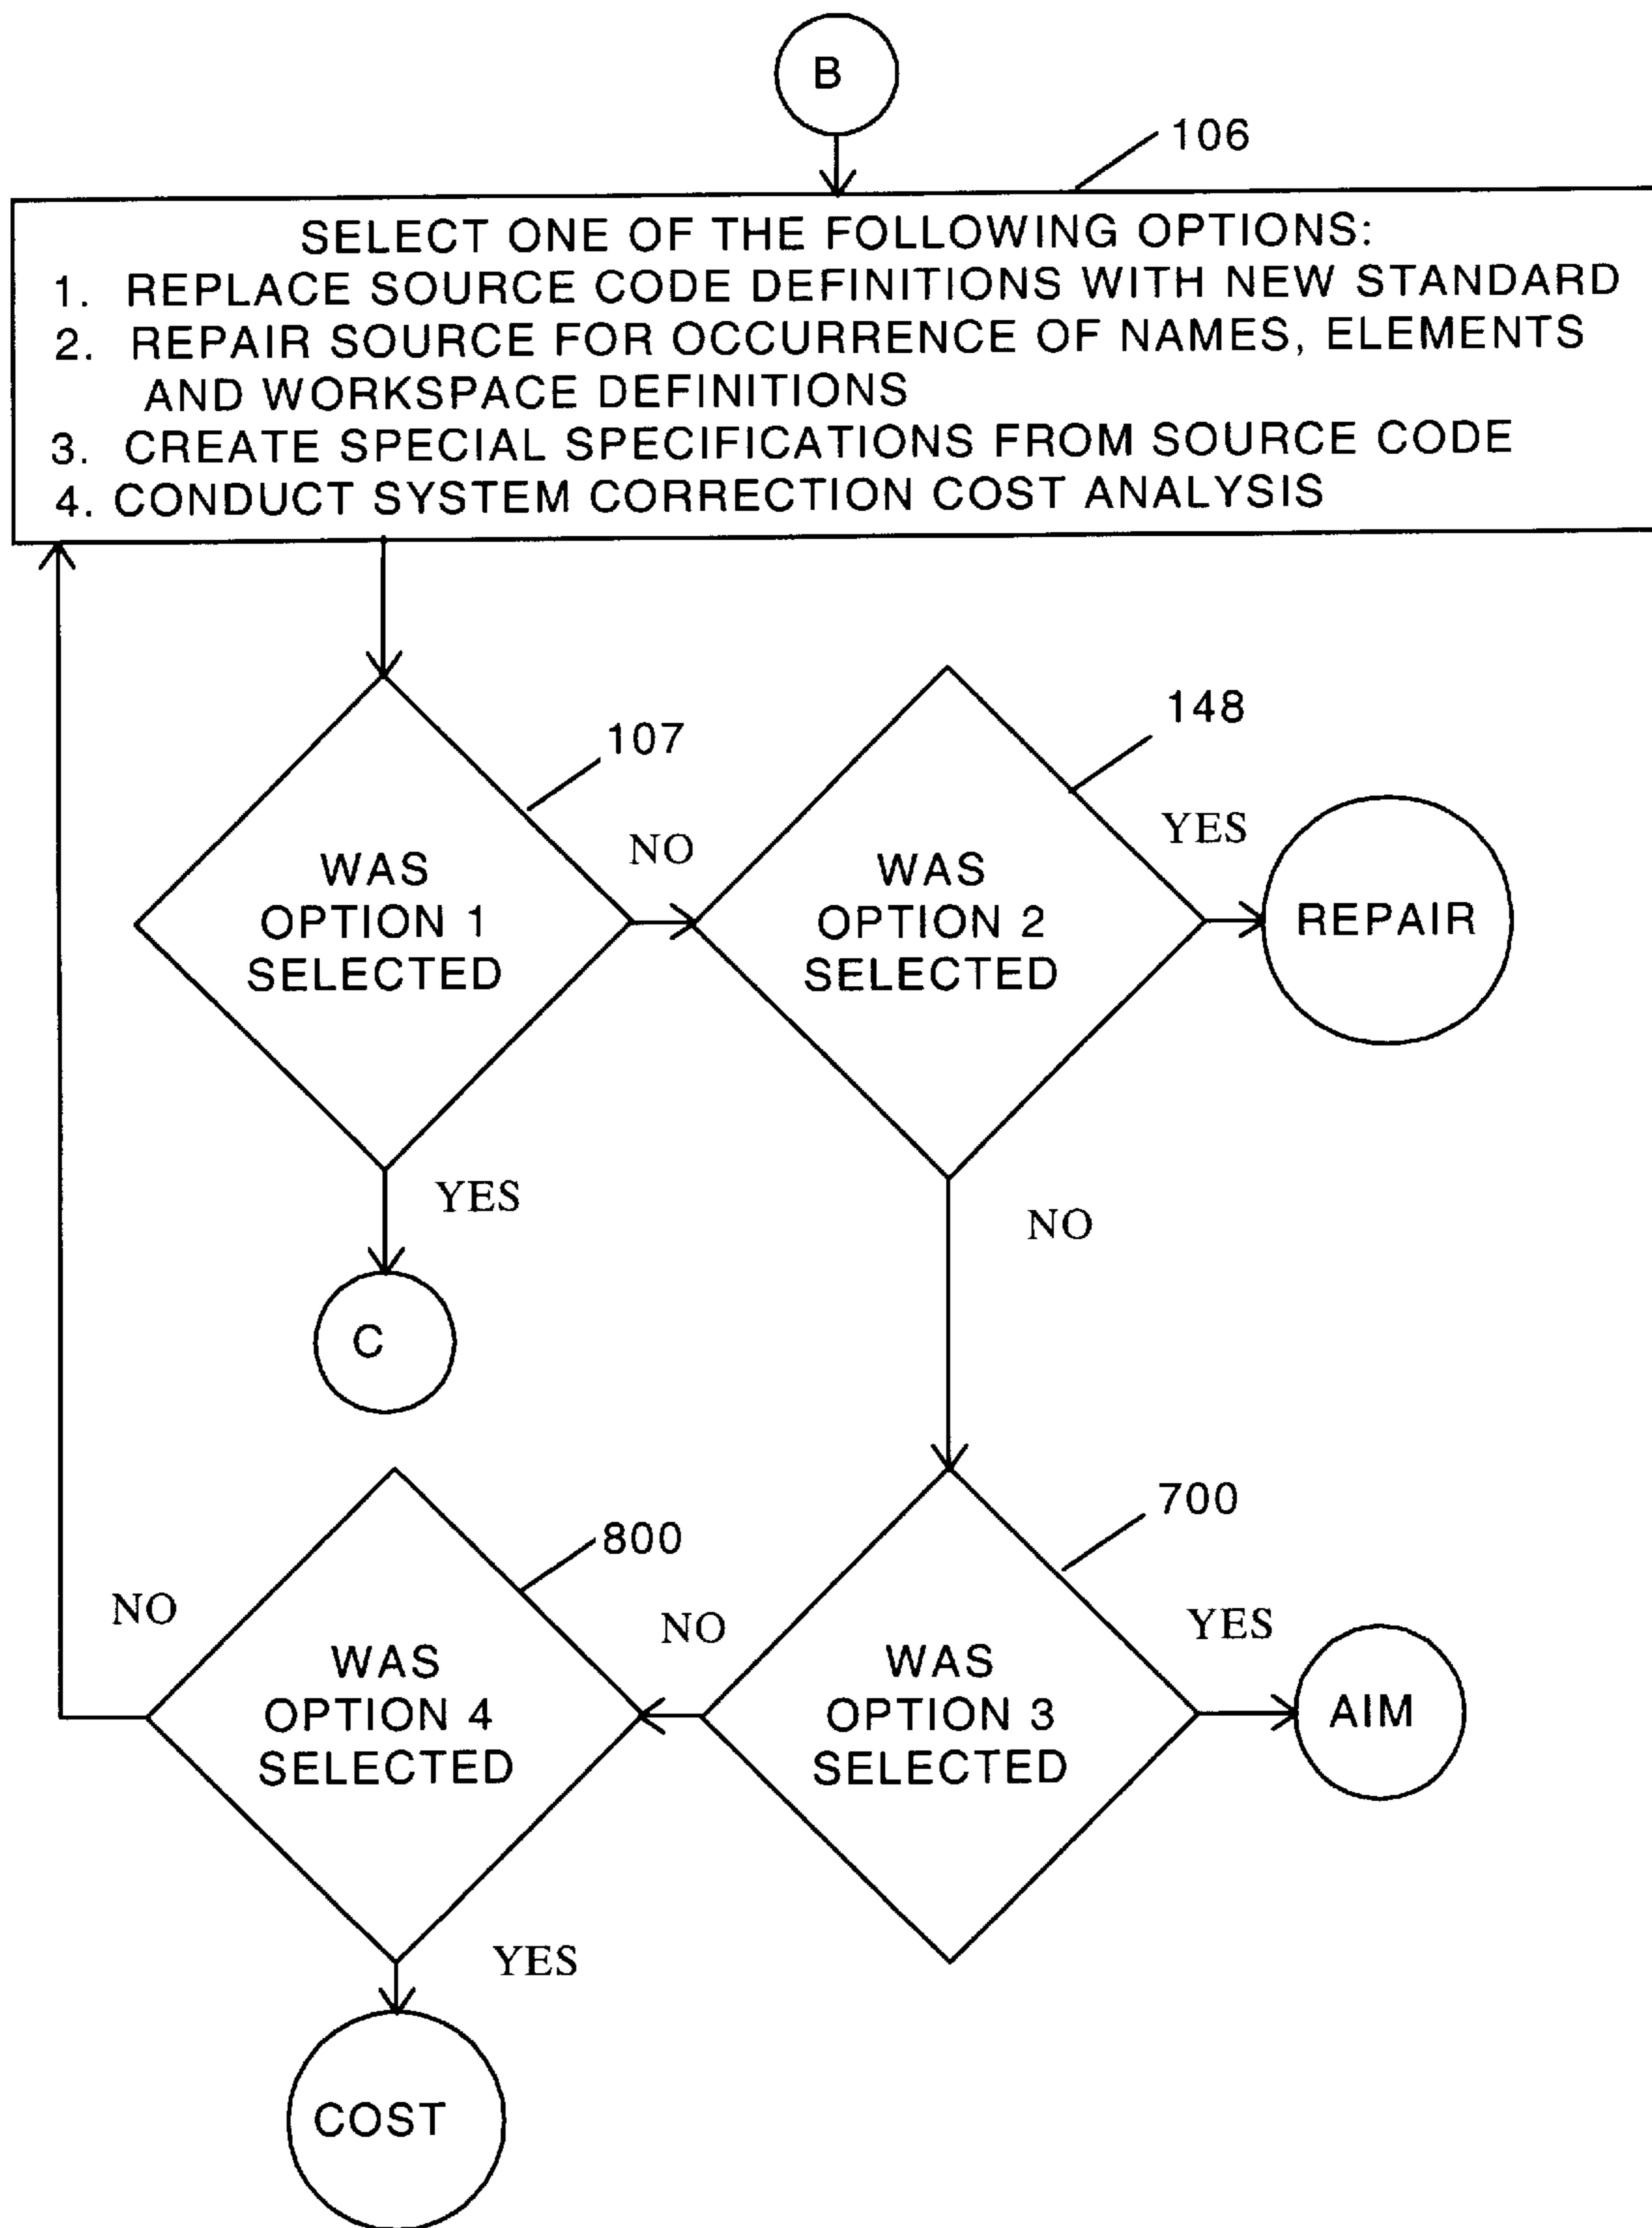 B
106
SELECT ONE OF THE FOLLOWING OPTIONS:
1. REPLACE SOURCE CODE DEFINITIONS WITH NEW STANDARD
2. REPAIR SOURCE FOR OCCURRENCE OF NAMES, ELEMENTS
AND WORKSPACE DEFINITIONS
3. CREATE SPECIAL SPECIFICATIONS FROM SOURCE CODE
4. CONDUCT SYSTEM CORRECTION COST ANALYSIS
107
WAS
OPTION 1
SELECTED
NO
YES
C
148
WAS
OPTION 2
SELECTED
YES
REPAIR
NO
700
WAS
OPTION 3
SELECTED
YES
AIM
NO
800
WAS
OPTION 4
SELECTED
NO
YES
COST